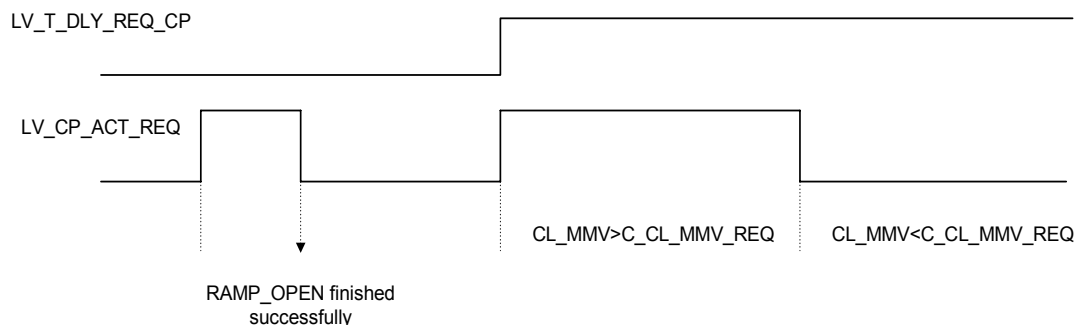 LV_T_DLY_REQ_CP
LV_CP_ACT_REQ
CL_MMV>C_CL_MMV_REQ
CL_MMV<C_CL_MMV_REQ
RAMP_OPEN finished
successfully